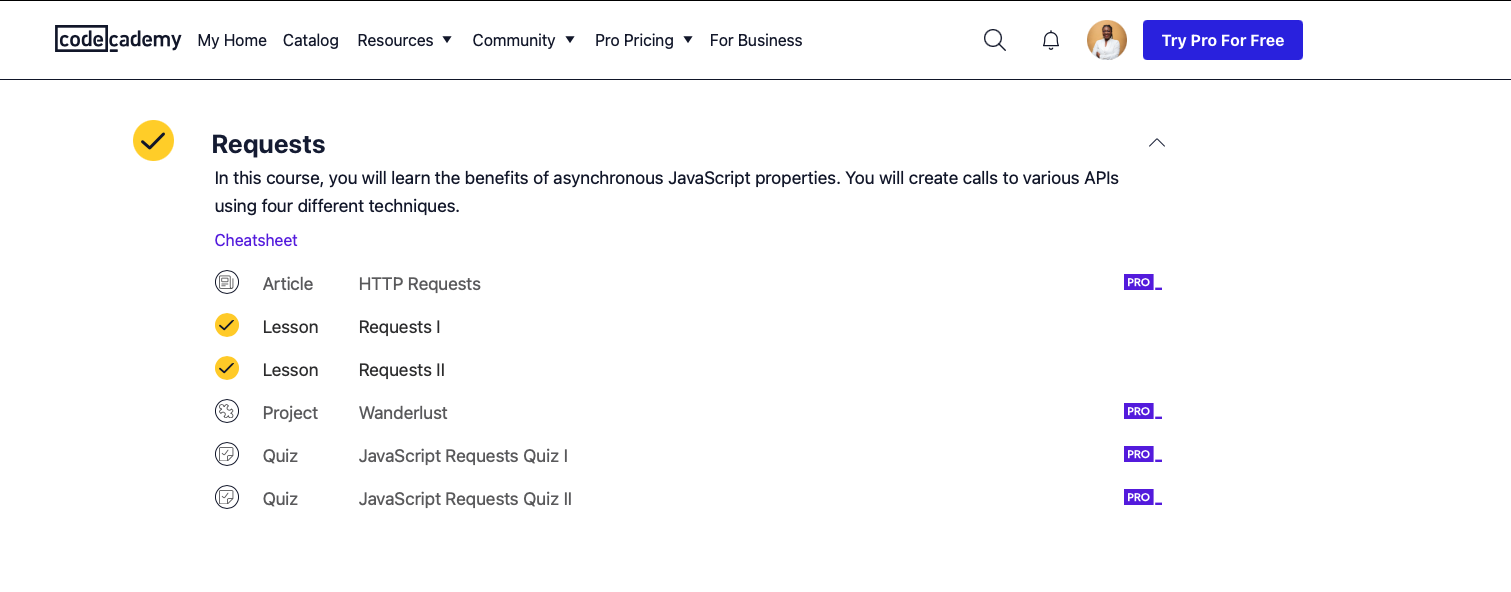 codecademy My Home Catalog Resources Community Pro Pricing For Business Try Pro For Free
Requests
In this course, you will learn the benefits of asynchronous JavaScript properties. You will create calls to various APIs
using four different techniques.
Cheatsheet
Article HTTP Requests PRO
Lesson Requests I
Lesson Requests II
Project Wanderlust PRO
Quiz JavaScript Requests Quiz I PRO
Quiz JavaScript Requests Quiz II PRO